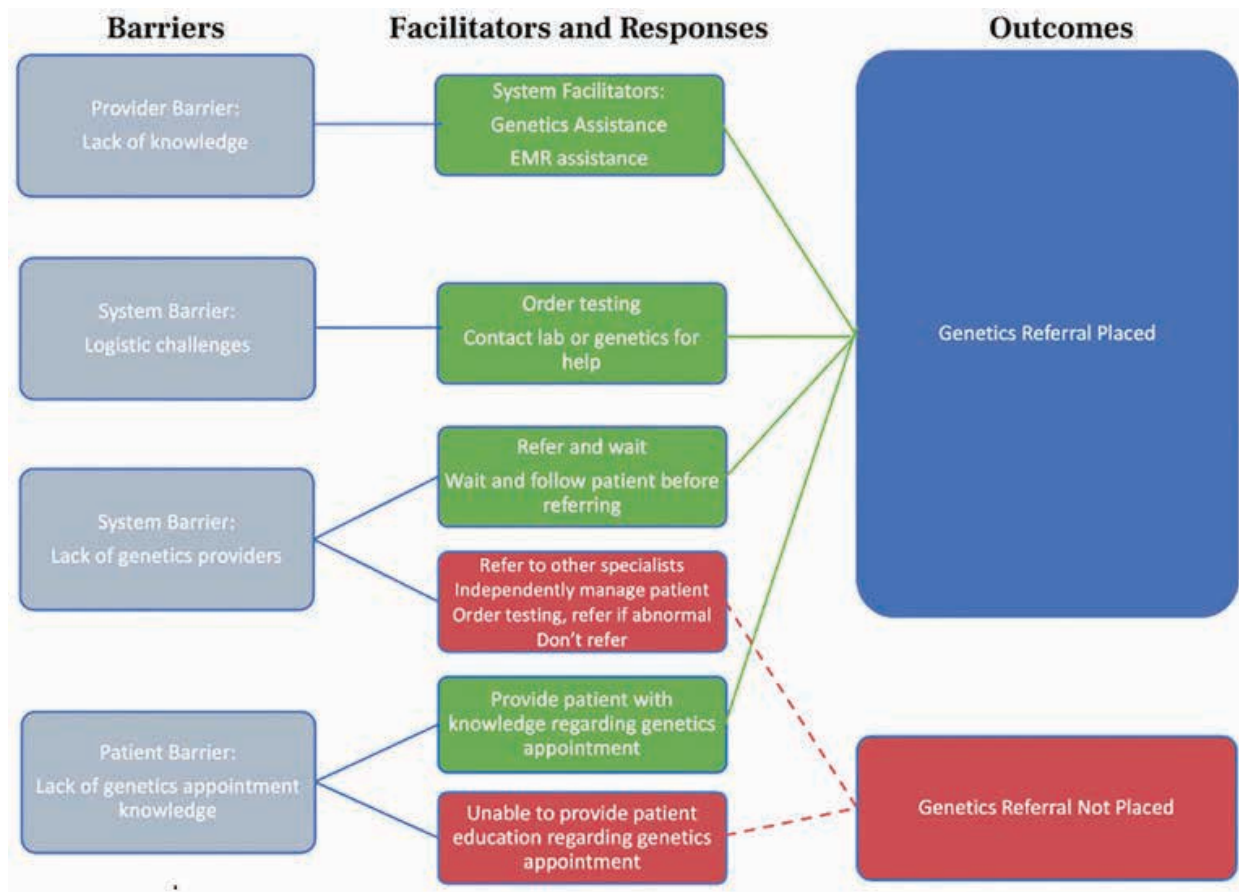 Barriers
Facilitators and Responses
Outcomes
Provider Barrier:
Lack of knowledge
System Facilitators:
Genetics Assistance
EMR assistance
System Barrier:
Logistic challenges
Order testing
Contact lab or genetics for
help
Genetics Referral Placed
System Barrier:
Lack of genetics providers
Refer and wait
Wait and follow patient before
referring
Refer to other specialists
Independently manage patient
Order testing, refer if abnormal
Don't refer
Patient Barrier:
Lack of genetics appointment
knowledge
Provide patient with
knowledge regarding genetics
appointment
Unable to provide patient
education regarding genetics
appointment
Genetics Referral Not Placed